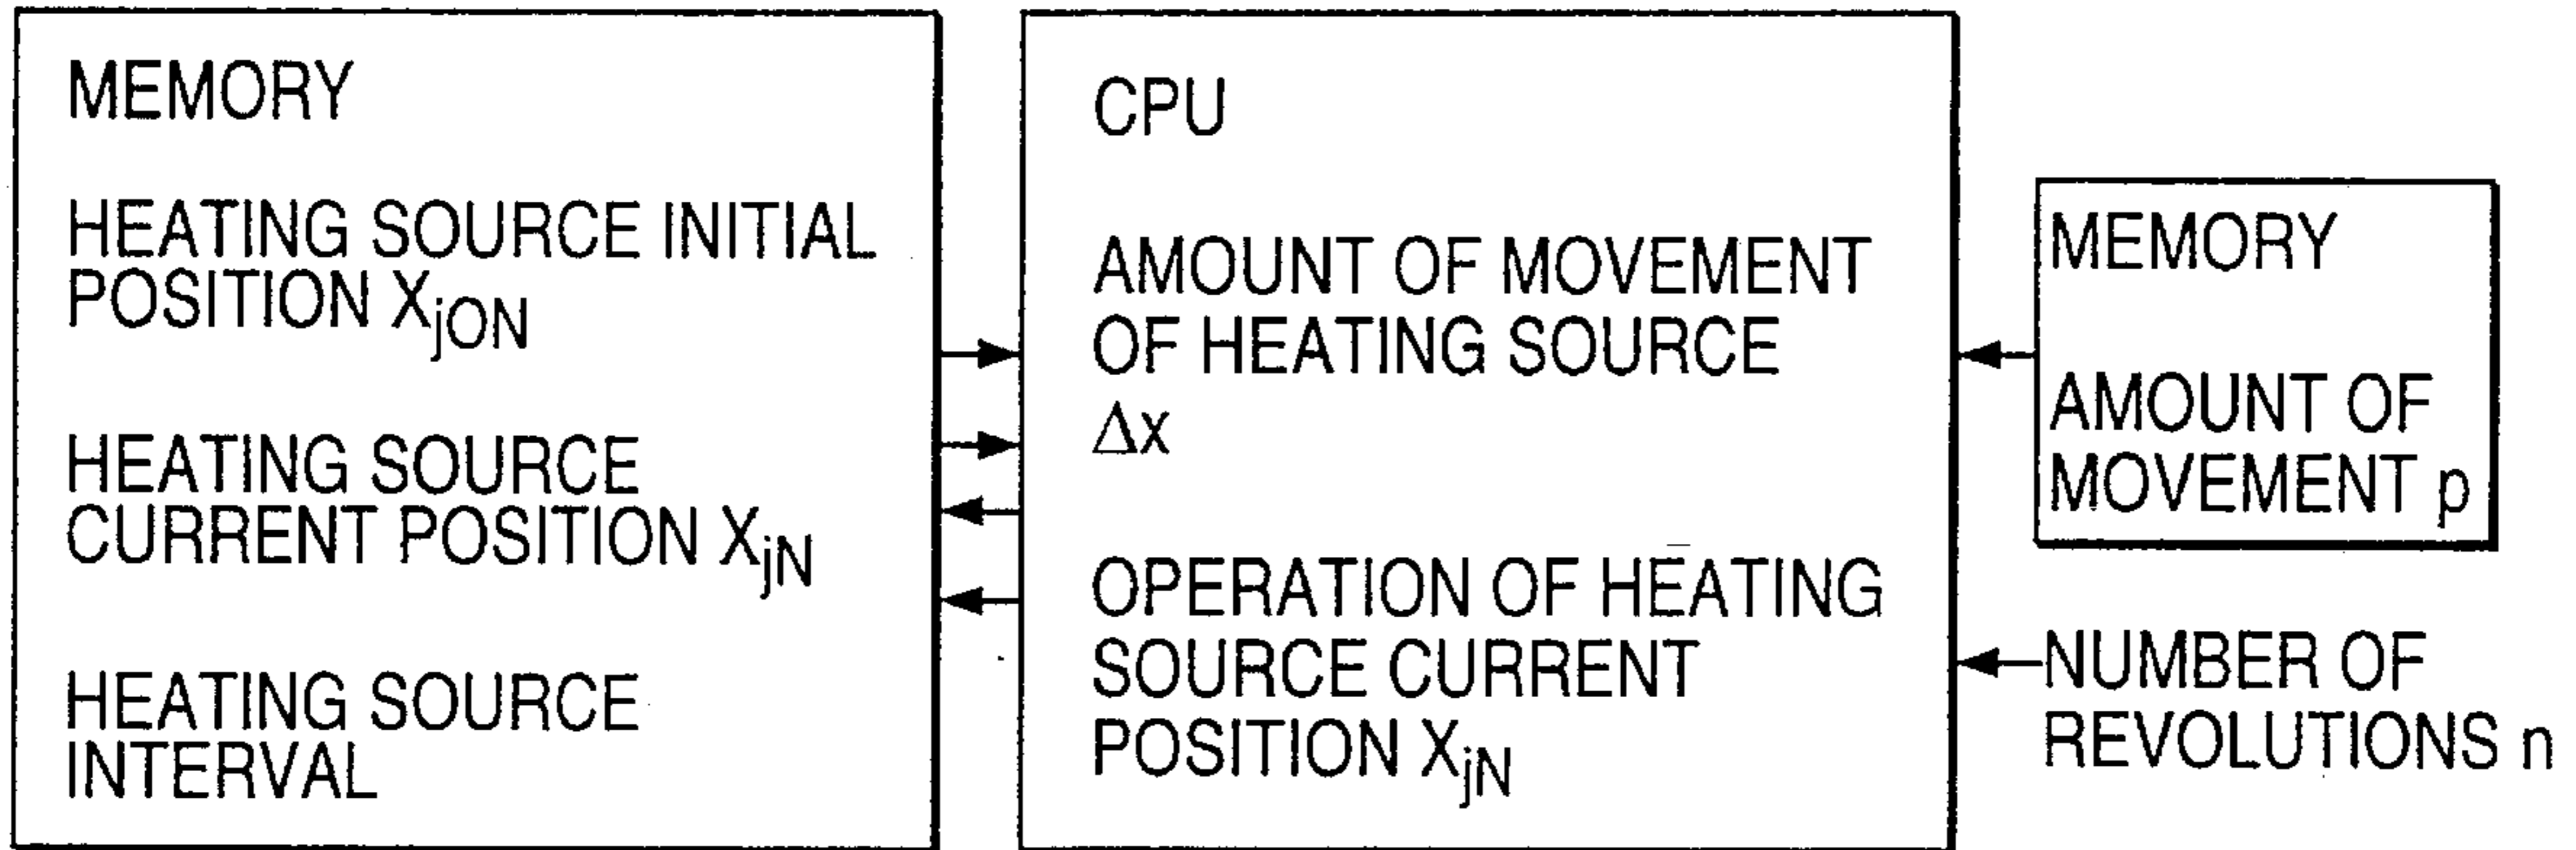 MEMORY
HEATING SOURCE INITIAL
POSITION XjON
HEATING SOURCE
CURRENT POSITION XjN
HEATING SOURCE
INTERVAL
CPU
AMOUNT OF MOVEMENT
OF HEATING SOURCE
Δx
OPERATION OF HEATING
SOURCE CURRENT
POSITION XjN
MEMORY
AMOUNT OF
MOVEMENT p
NUMBER OF
REVOLUTIONS n